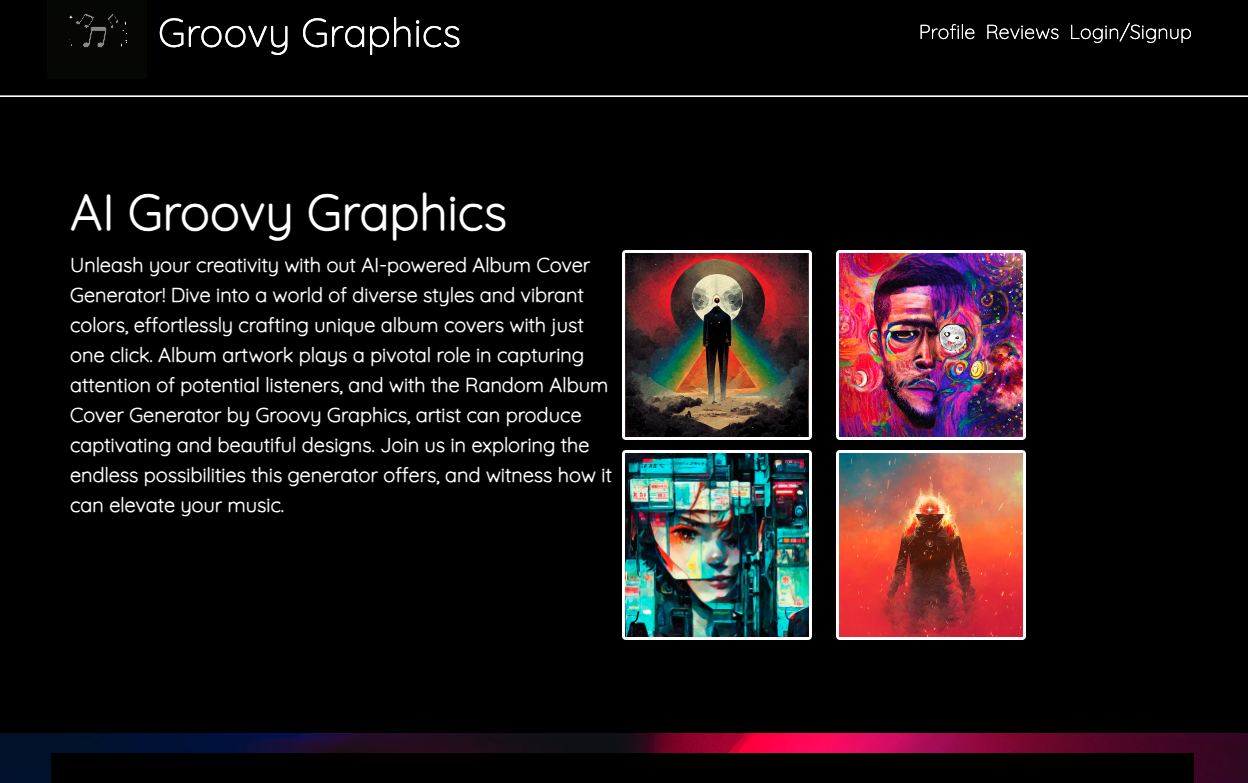 Groovy Graphics
Profile Reviews Login/Signup
AI Groovy Graphics
Unleash your creativity with out AI-powered Album Cover
Generator! Dive into a world of diverse styles and vibrant
colors, effortlessly crafting unique album covers with just
one click. Album artwork plays a pivotal role in capturing
attention of potential listeners, and with the Random Album
Cover Generator by Groovy Graphics, artist can produce
captivating and beautiful designs. Join us in exploring the
endless possibilities this generator offers, and witness how it
can elevate your music.